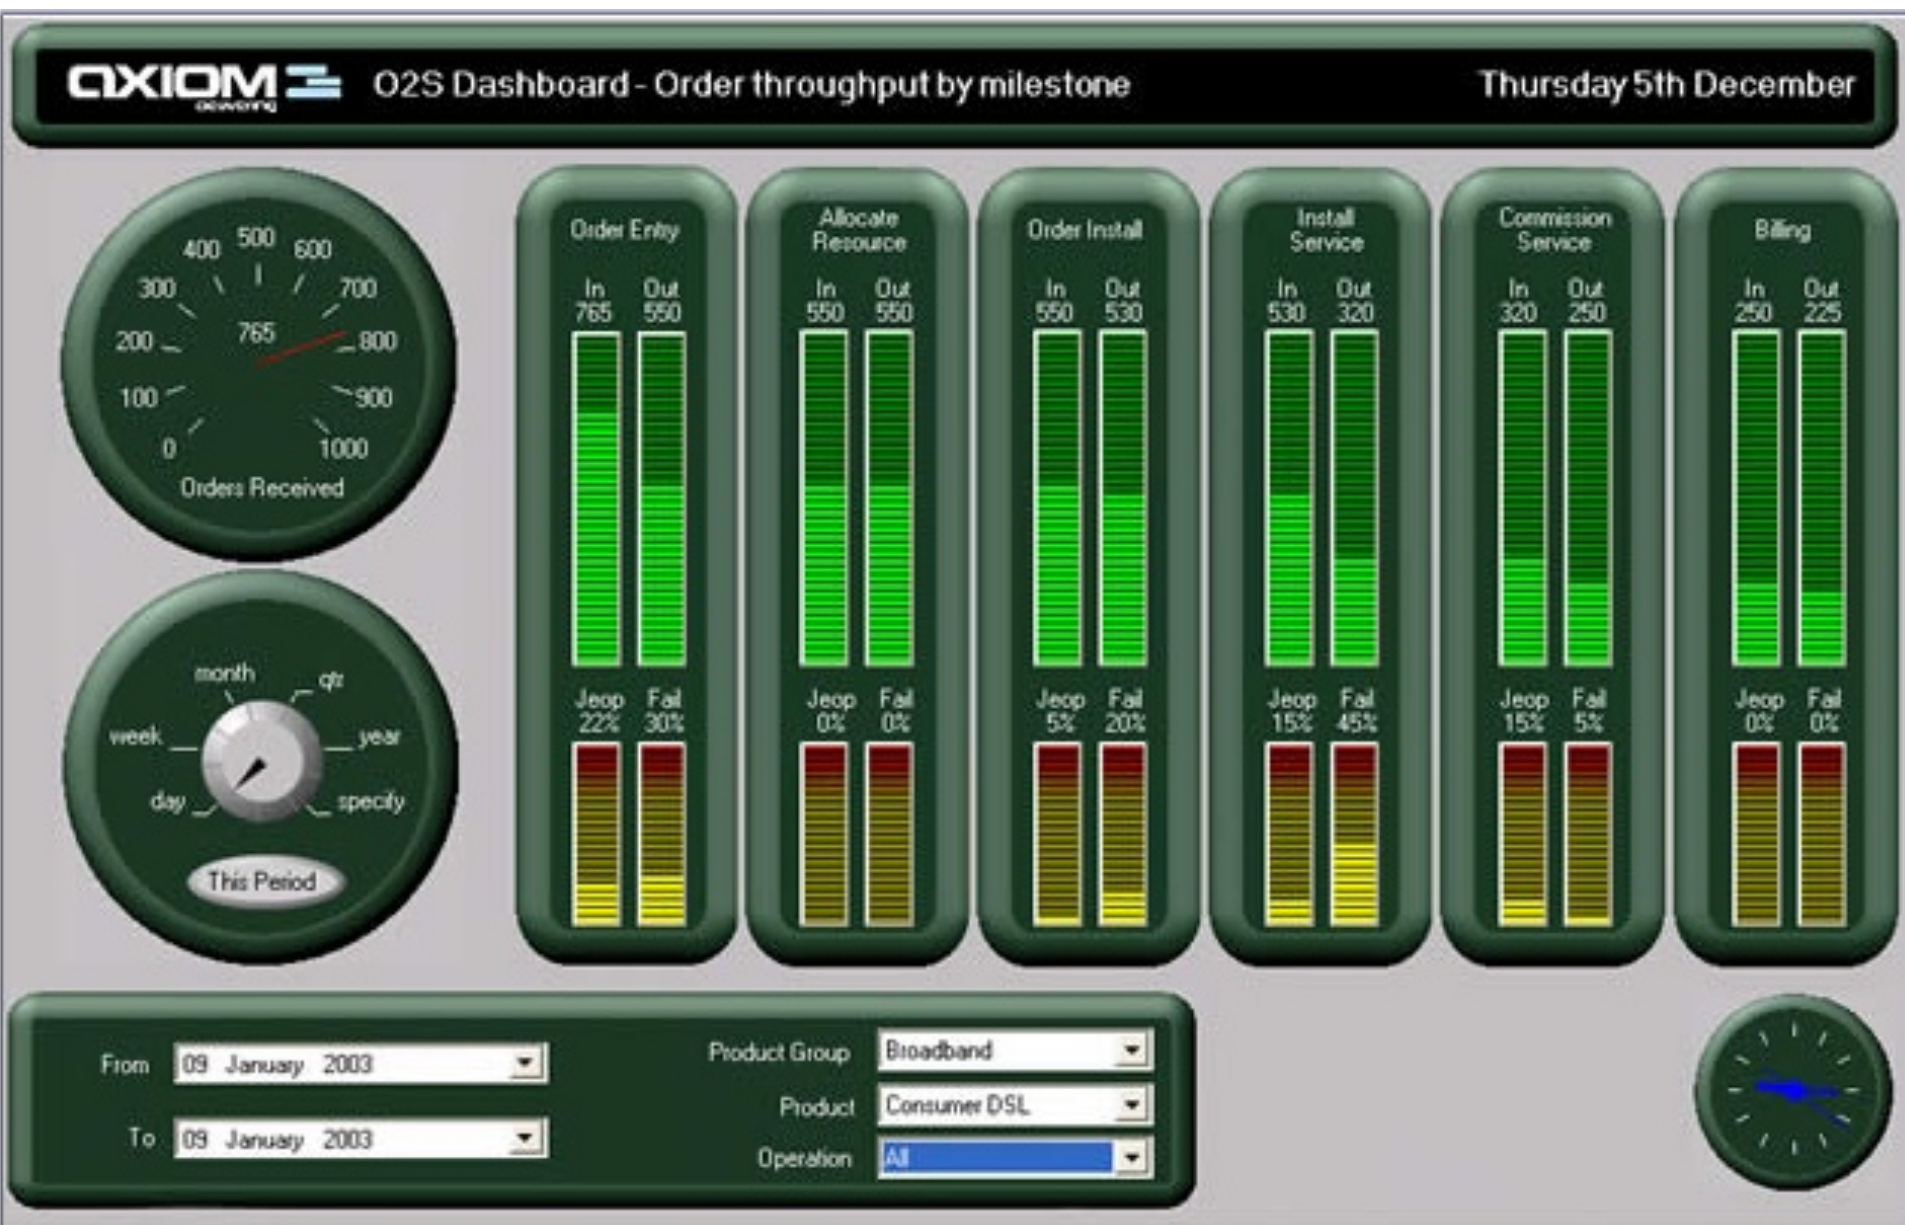 AXIOM
O2S Dashboard - Order throughput by milestone
Thursday 5th December
0
100
200
300
400
500
600
700
800
900
1000
765
Orders Received
day
week
month
qtr
year
specify
This Period
Order Entry
In Out
765 550
Jeop Fail
22% 30%
Allocate
Resource
In Out
550 550
Jeop Fail
0% 0%
Order Install
In Out
550 530
Jeop Fail
5% 20%
Install
Service
In Out
530 320
Jeop Fail
15% 45%
Commission
Service
In Out
320 250
Jeop Fail
15% 5%
Billing
In Out
250 225
Jeop Fail
0% 0%
From 09 January 2003
To 09 January 2003
Product Group Broadband
Product Consumer DSL
Operation All